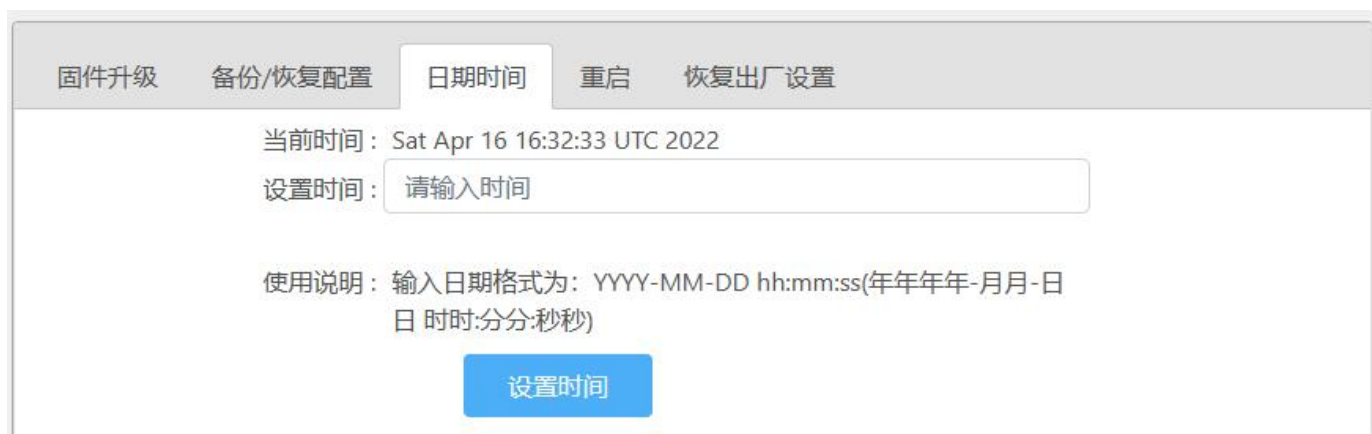 固件升级 备份/恢复配置 日期时间 重启 恢复出厂设置
当前时间： Sat Apr 16 16:32:33 UTC 2022
设置时间： 请输入时间
使用说明： 输入日期格式为：YYYY-MM-DD hh:mm:ss(年年年年-月月-日
日 时时:分分:秒秒)
设置时间